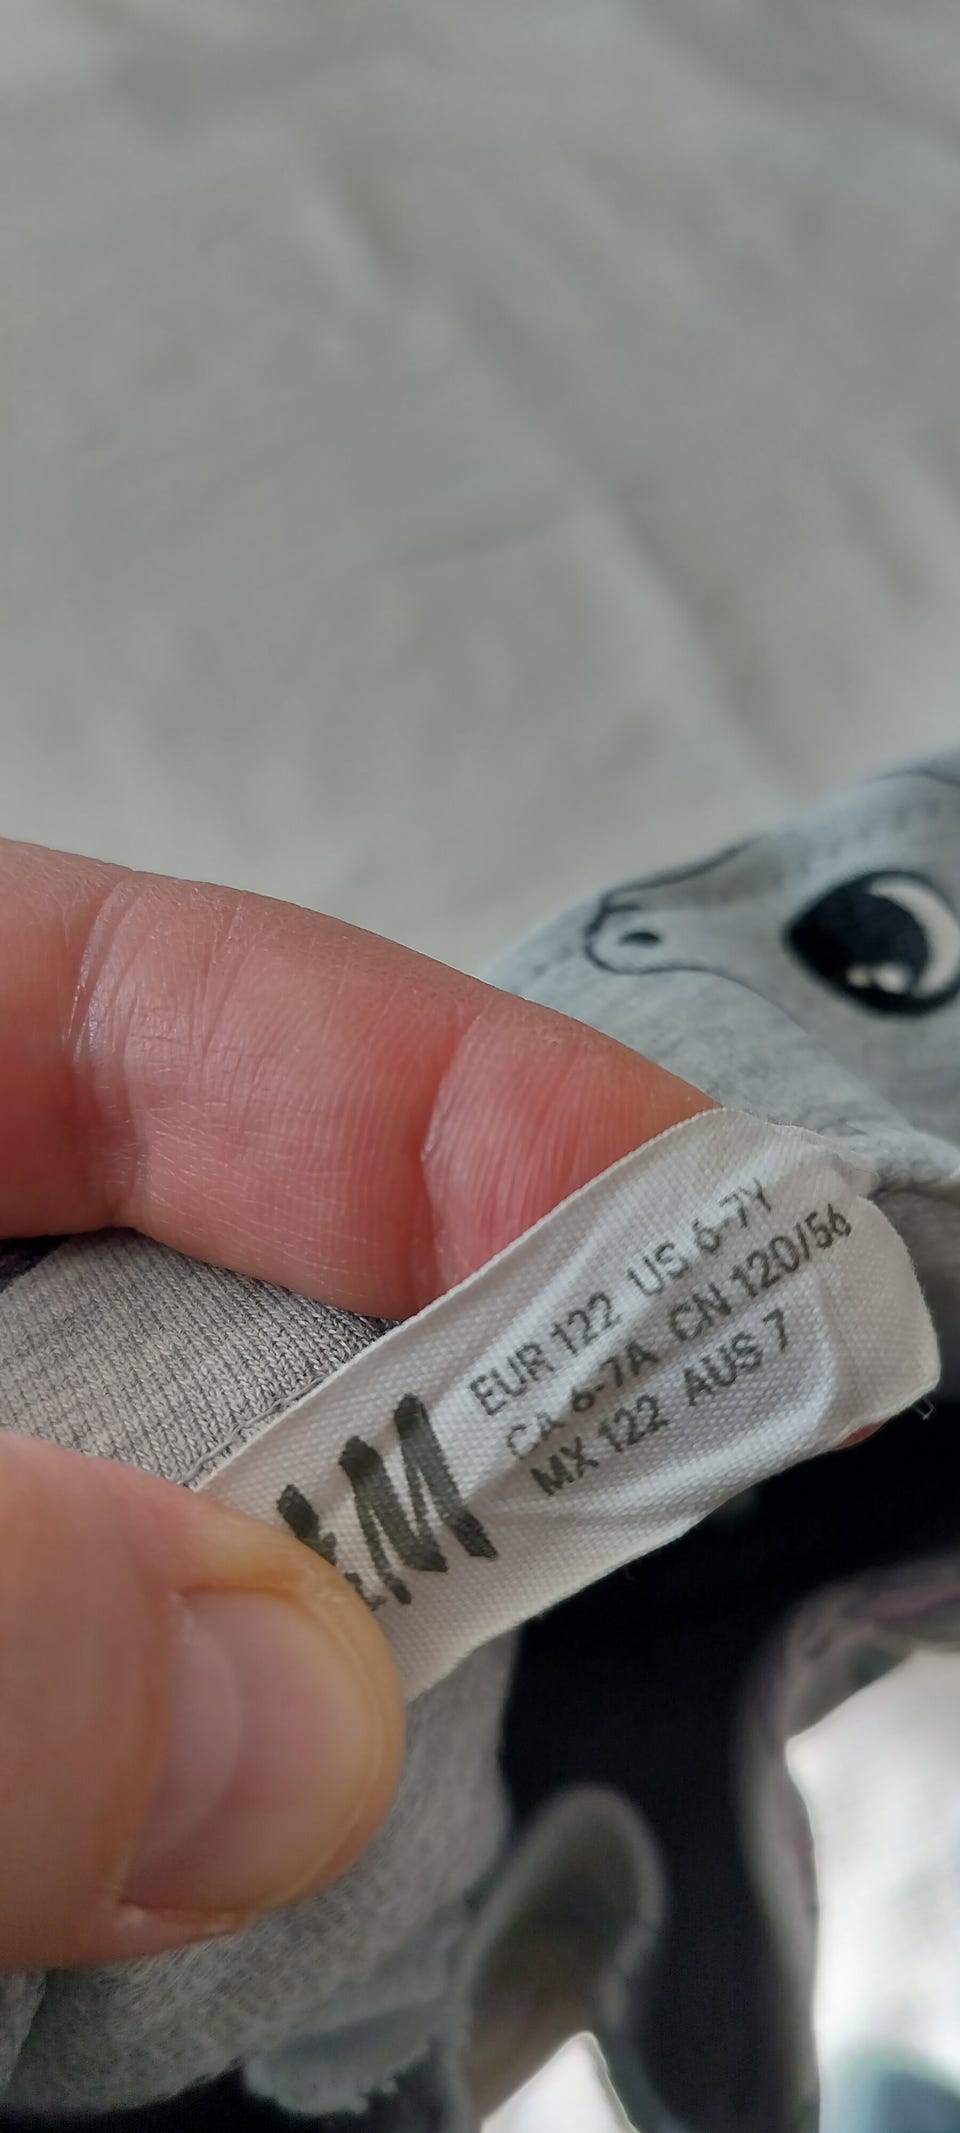 &M
EUR 122 US 6-7Y
CA 6-7A CN 120/56
MX 122 AUS 7